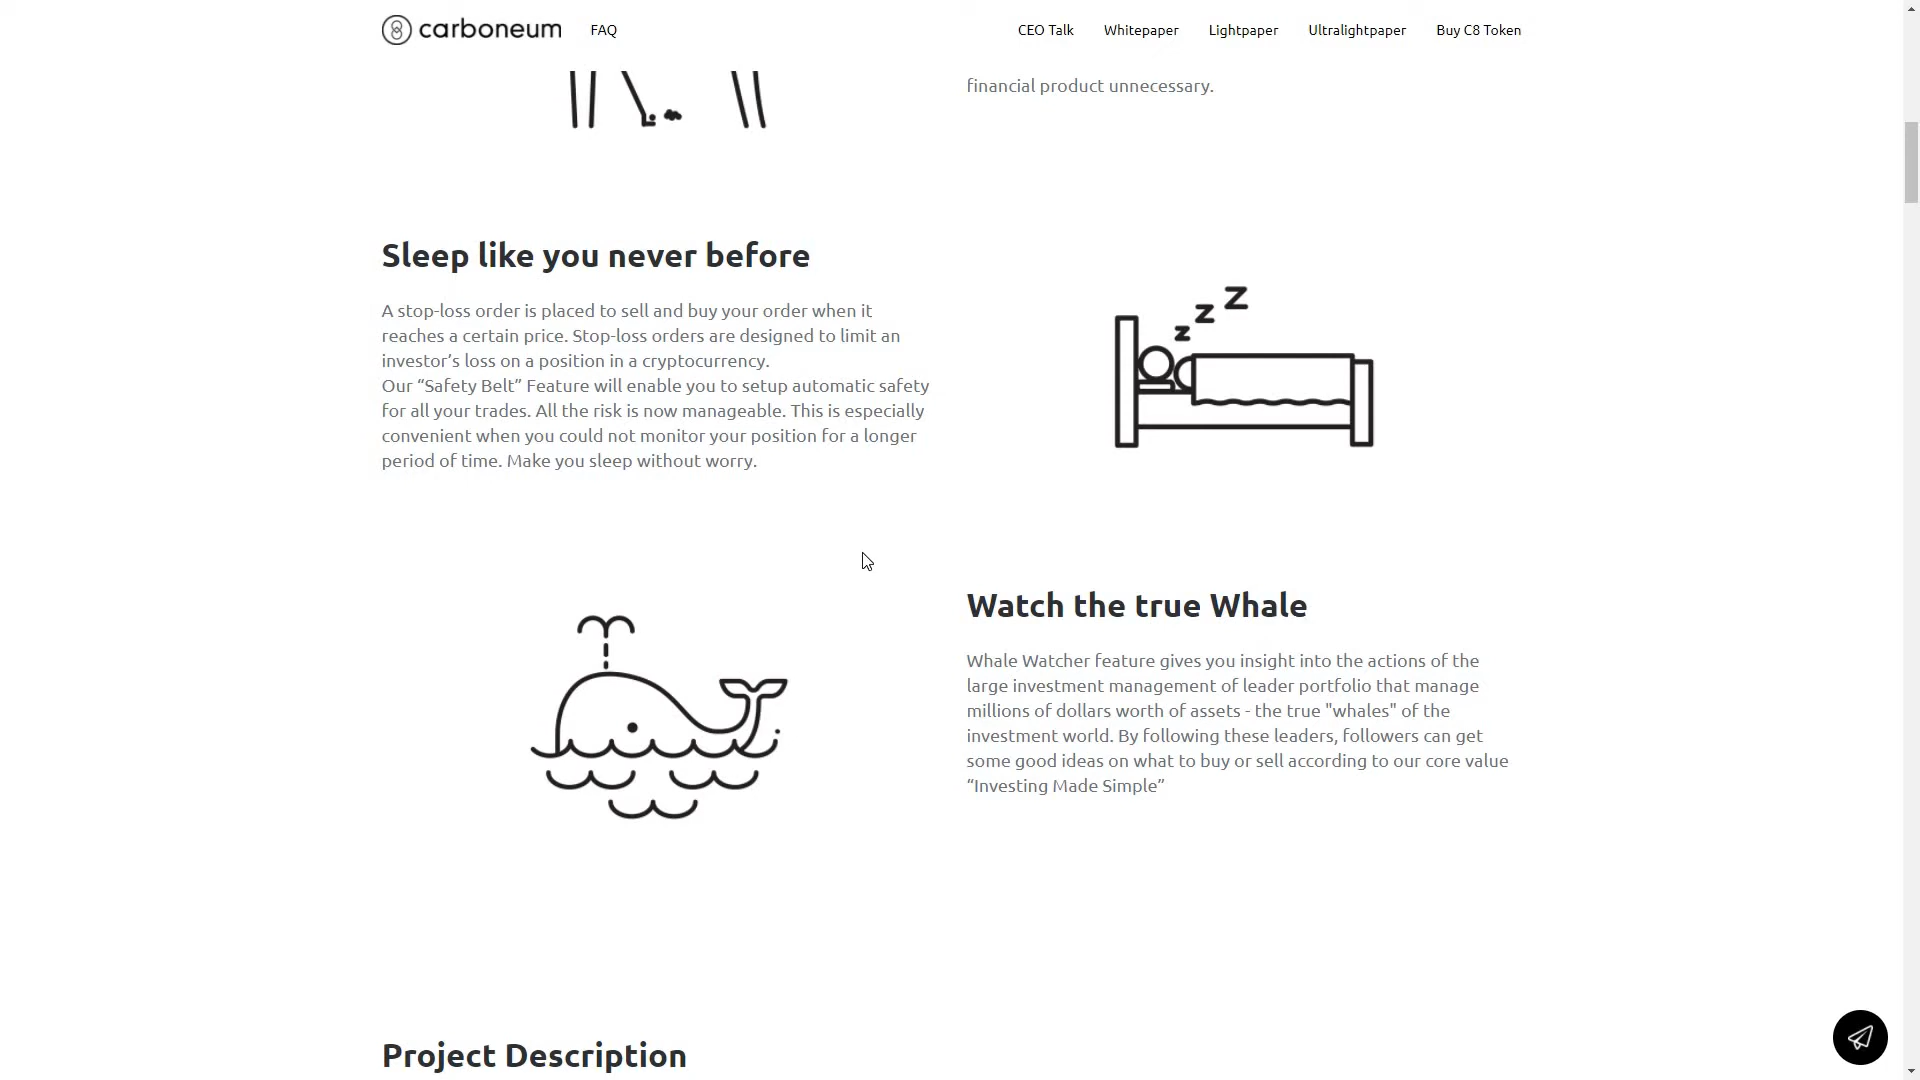 carboneum
FAQ
CEO Talk
Whitepaper
Lightpaper
Ultralightpaper
Buy C8 Token
financial product unnecessary.
Sleep like you never before
A stop-loss order is placed to sell and buy your order when it
reaches a certain price. Stop-loss orders are designed to limit an
investor’s loss on a position in a cryptocurrency.
Our “Safety Belt” Feature will enable you to setup automatic safety
for all your trades. All the risk is now manageable. This is especially
convenient when you could not monitor your position for a longer
period of time. Make you sleep without worry.
z z Z
Watch the true Whale
Whale Watcher feature gives you insight into the actions of the
large investment management of leader portfolio that manage
millions of dollars worth of assets - the true "whales" of the
investment world. By following these leaders, followers can get
some good ideas on what to buy or sell according to our core value
“Investing Made Simple”
Project Description